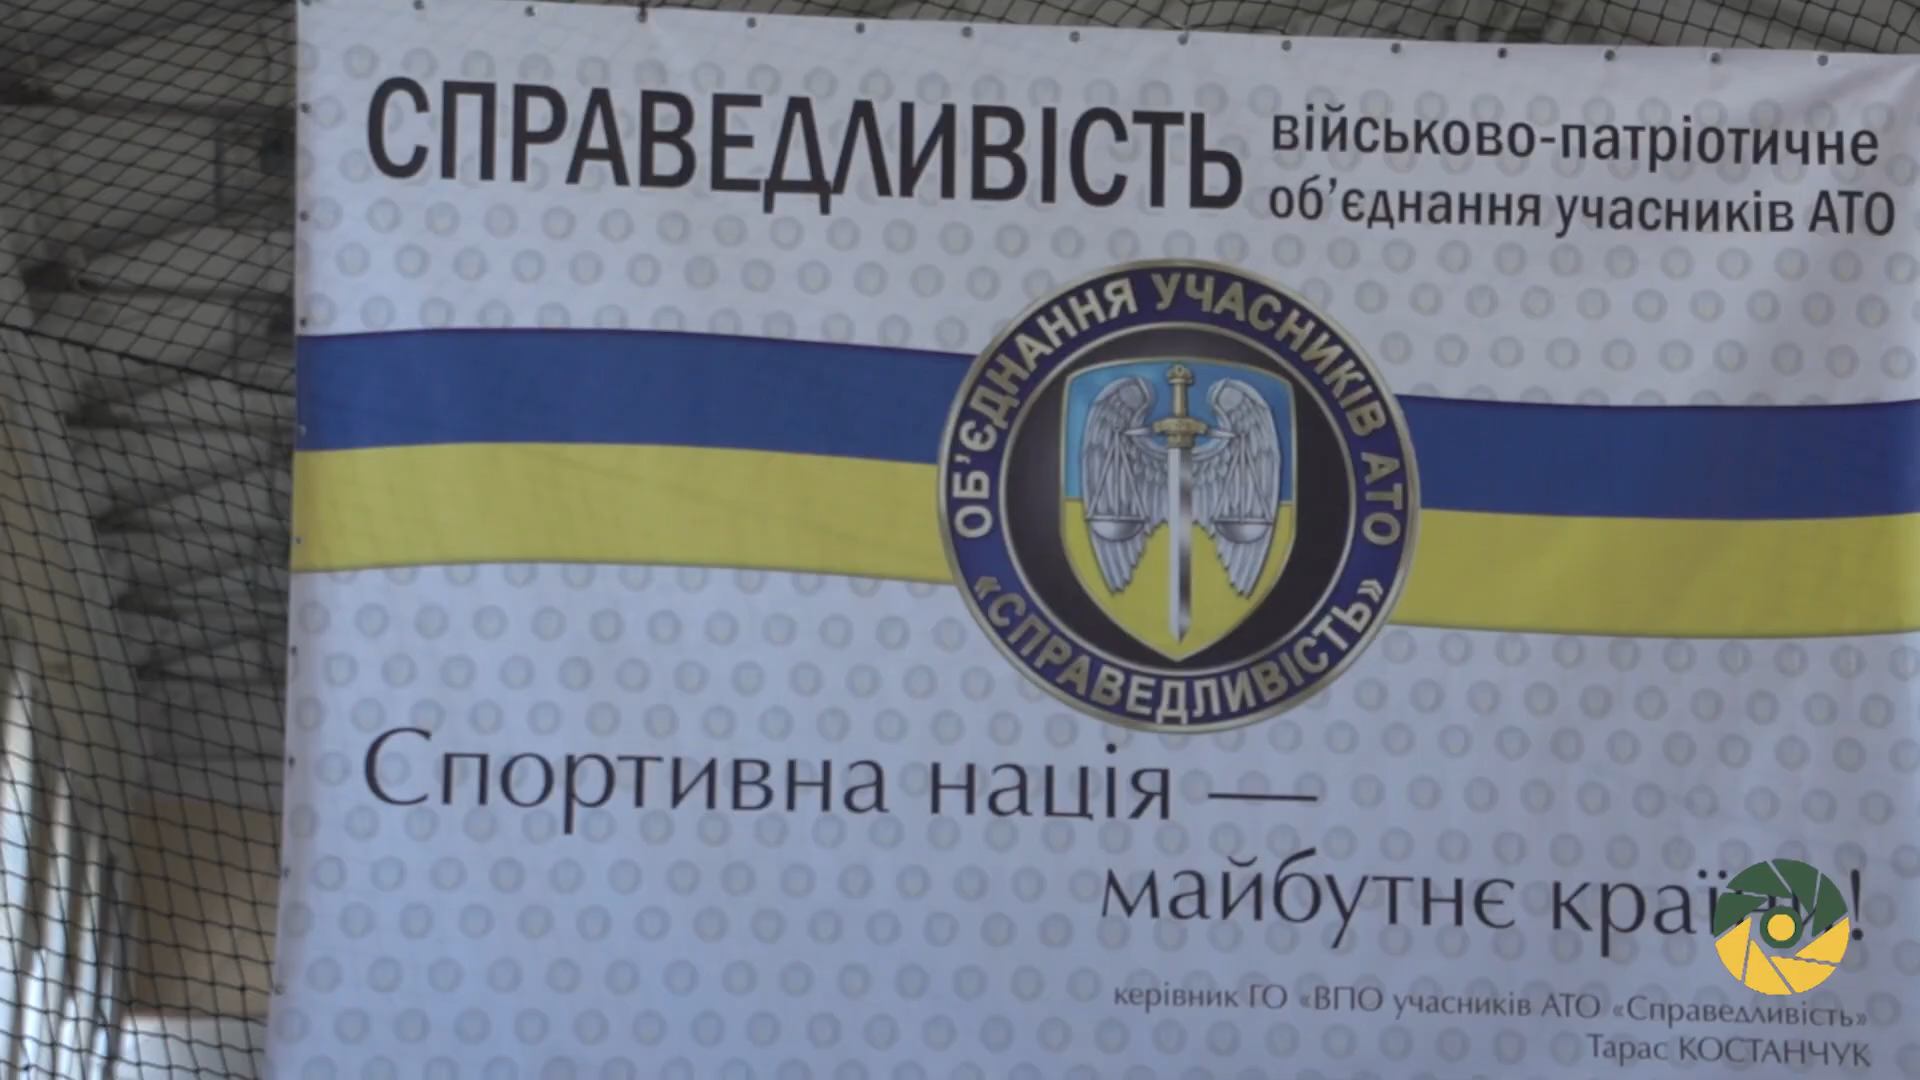 СПРАВЕДЛИВІСТЬ
військово-патріотичне
об’єднання учасників АТО
ОБ’ЄДНАННЯ УЧАСНИКІВ АТО
«СПРАВЕДЛИВІСТЬ»
Спортивна нація —
майбутнє країни!
керівник ГО «ВПО учасників АТО «Справедливість»
Тарас КОСТАНЧУК